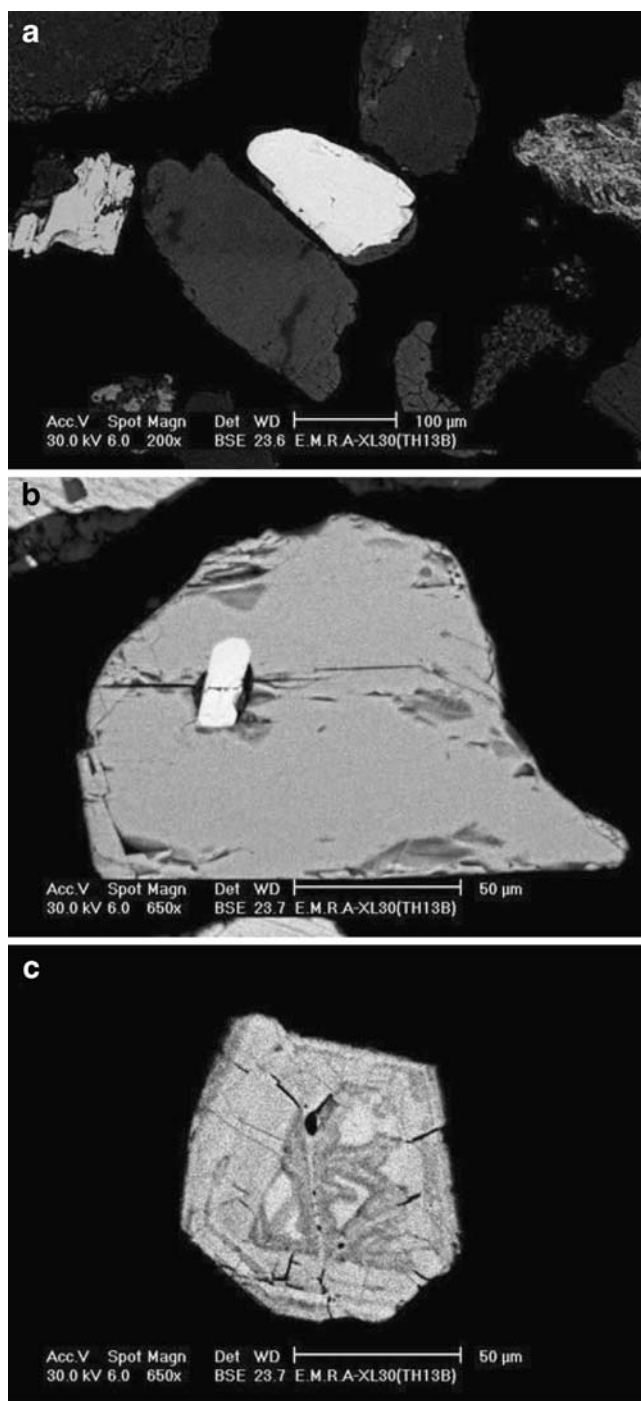 a
Acc.V Spot Magn Det WD 100 µm
30.0 kV 6.0 200x BSE 23.6 E.M.R.A-XL30(TH13B)
b
Acc.V Spot Magn Det WD 50 µm
30.0 kV 6.0 650x BSE 23.7 E.M.R.A-XL30(TH13B)
c
Acc.V Spot Magn Det WD 50 µm
30.0 kV 6.0 650x BSE 23.7 E.M.R.A-XL30(TH13B)